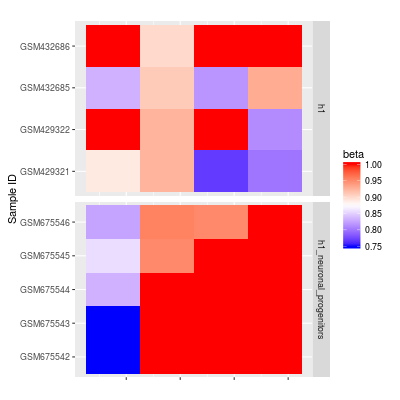 Sample ID
GSM432686
GSM432685
GSM429322
GSM429321
h1
GSM675546
GSM675545
GSM675544
GSM675543
GSM675542
h1_neuronal_progenitors
beta
1.00
0.95
0.90
0.85
0.80
0.75